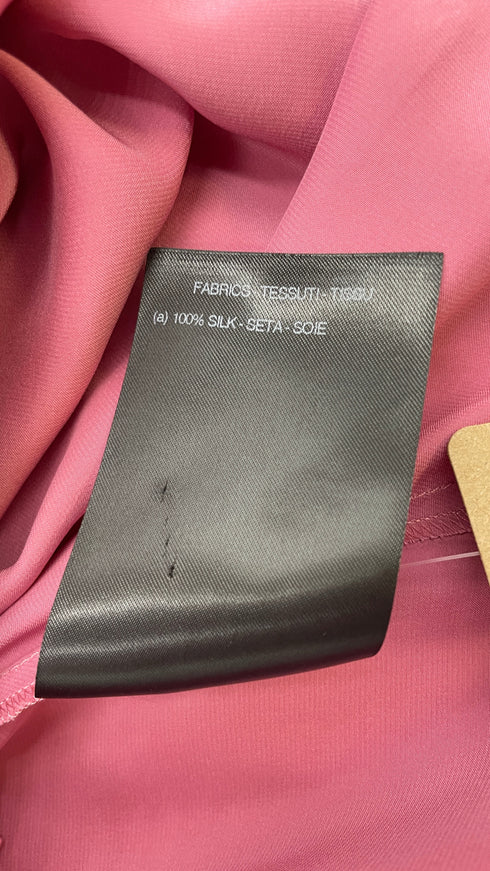 FABRICS - TESSUTI - TISSU
(a) 100% SILK - SETA - SOIE